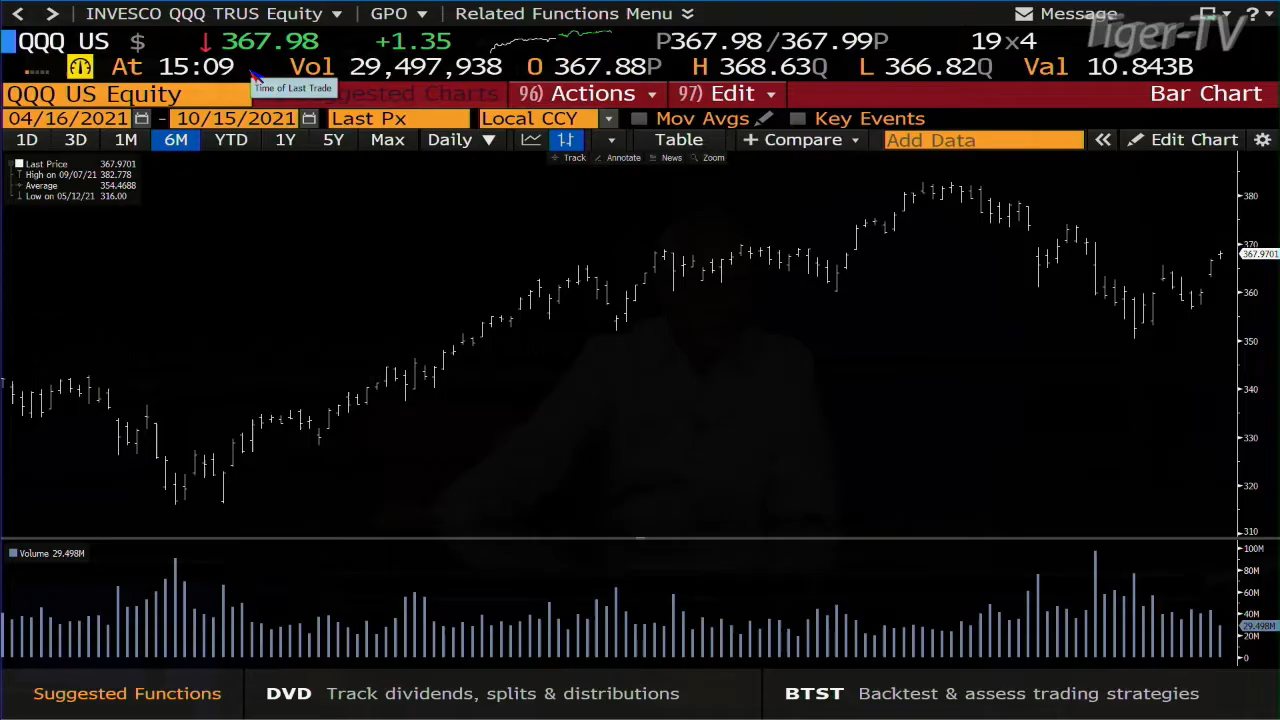 INVESCO QQQ TRUS Equity GPO Related Functions Menu Message ?
Tiger-TV
QQQ US $ ↓ 367.98 +1.35 P367.98/367.99P 19x4
At 15:09 Vol 29,497,938 O 367.88P H 368.63Q L 366.82Q Val 10.843B
Time of Last Trade
QQQ US Equity Suggested Charts 96) Actions 97) Edit Bar Chart
04/16/2021 - 10/15/2021 Last Px Local CCY Mov Avgs Key Events
1D 3D 1M 6M YTD 1Y 5Y Max Daily ▼ Table + Compare Add Data « Edit Chart
Track Annotate News Zoom
Last Price 367.9701
High on 09/07/21 382.778
Average 354.4688
Low on 05/12/21 316.00
380
370
367.9701
360
350
340
330
320
310
Volume 29.498M
100M
80M
60M
40M
29.498M
20M
0
Suggested Functions DVD Track dividends, splits & distributions BTST Backtest & assess trading strategies